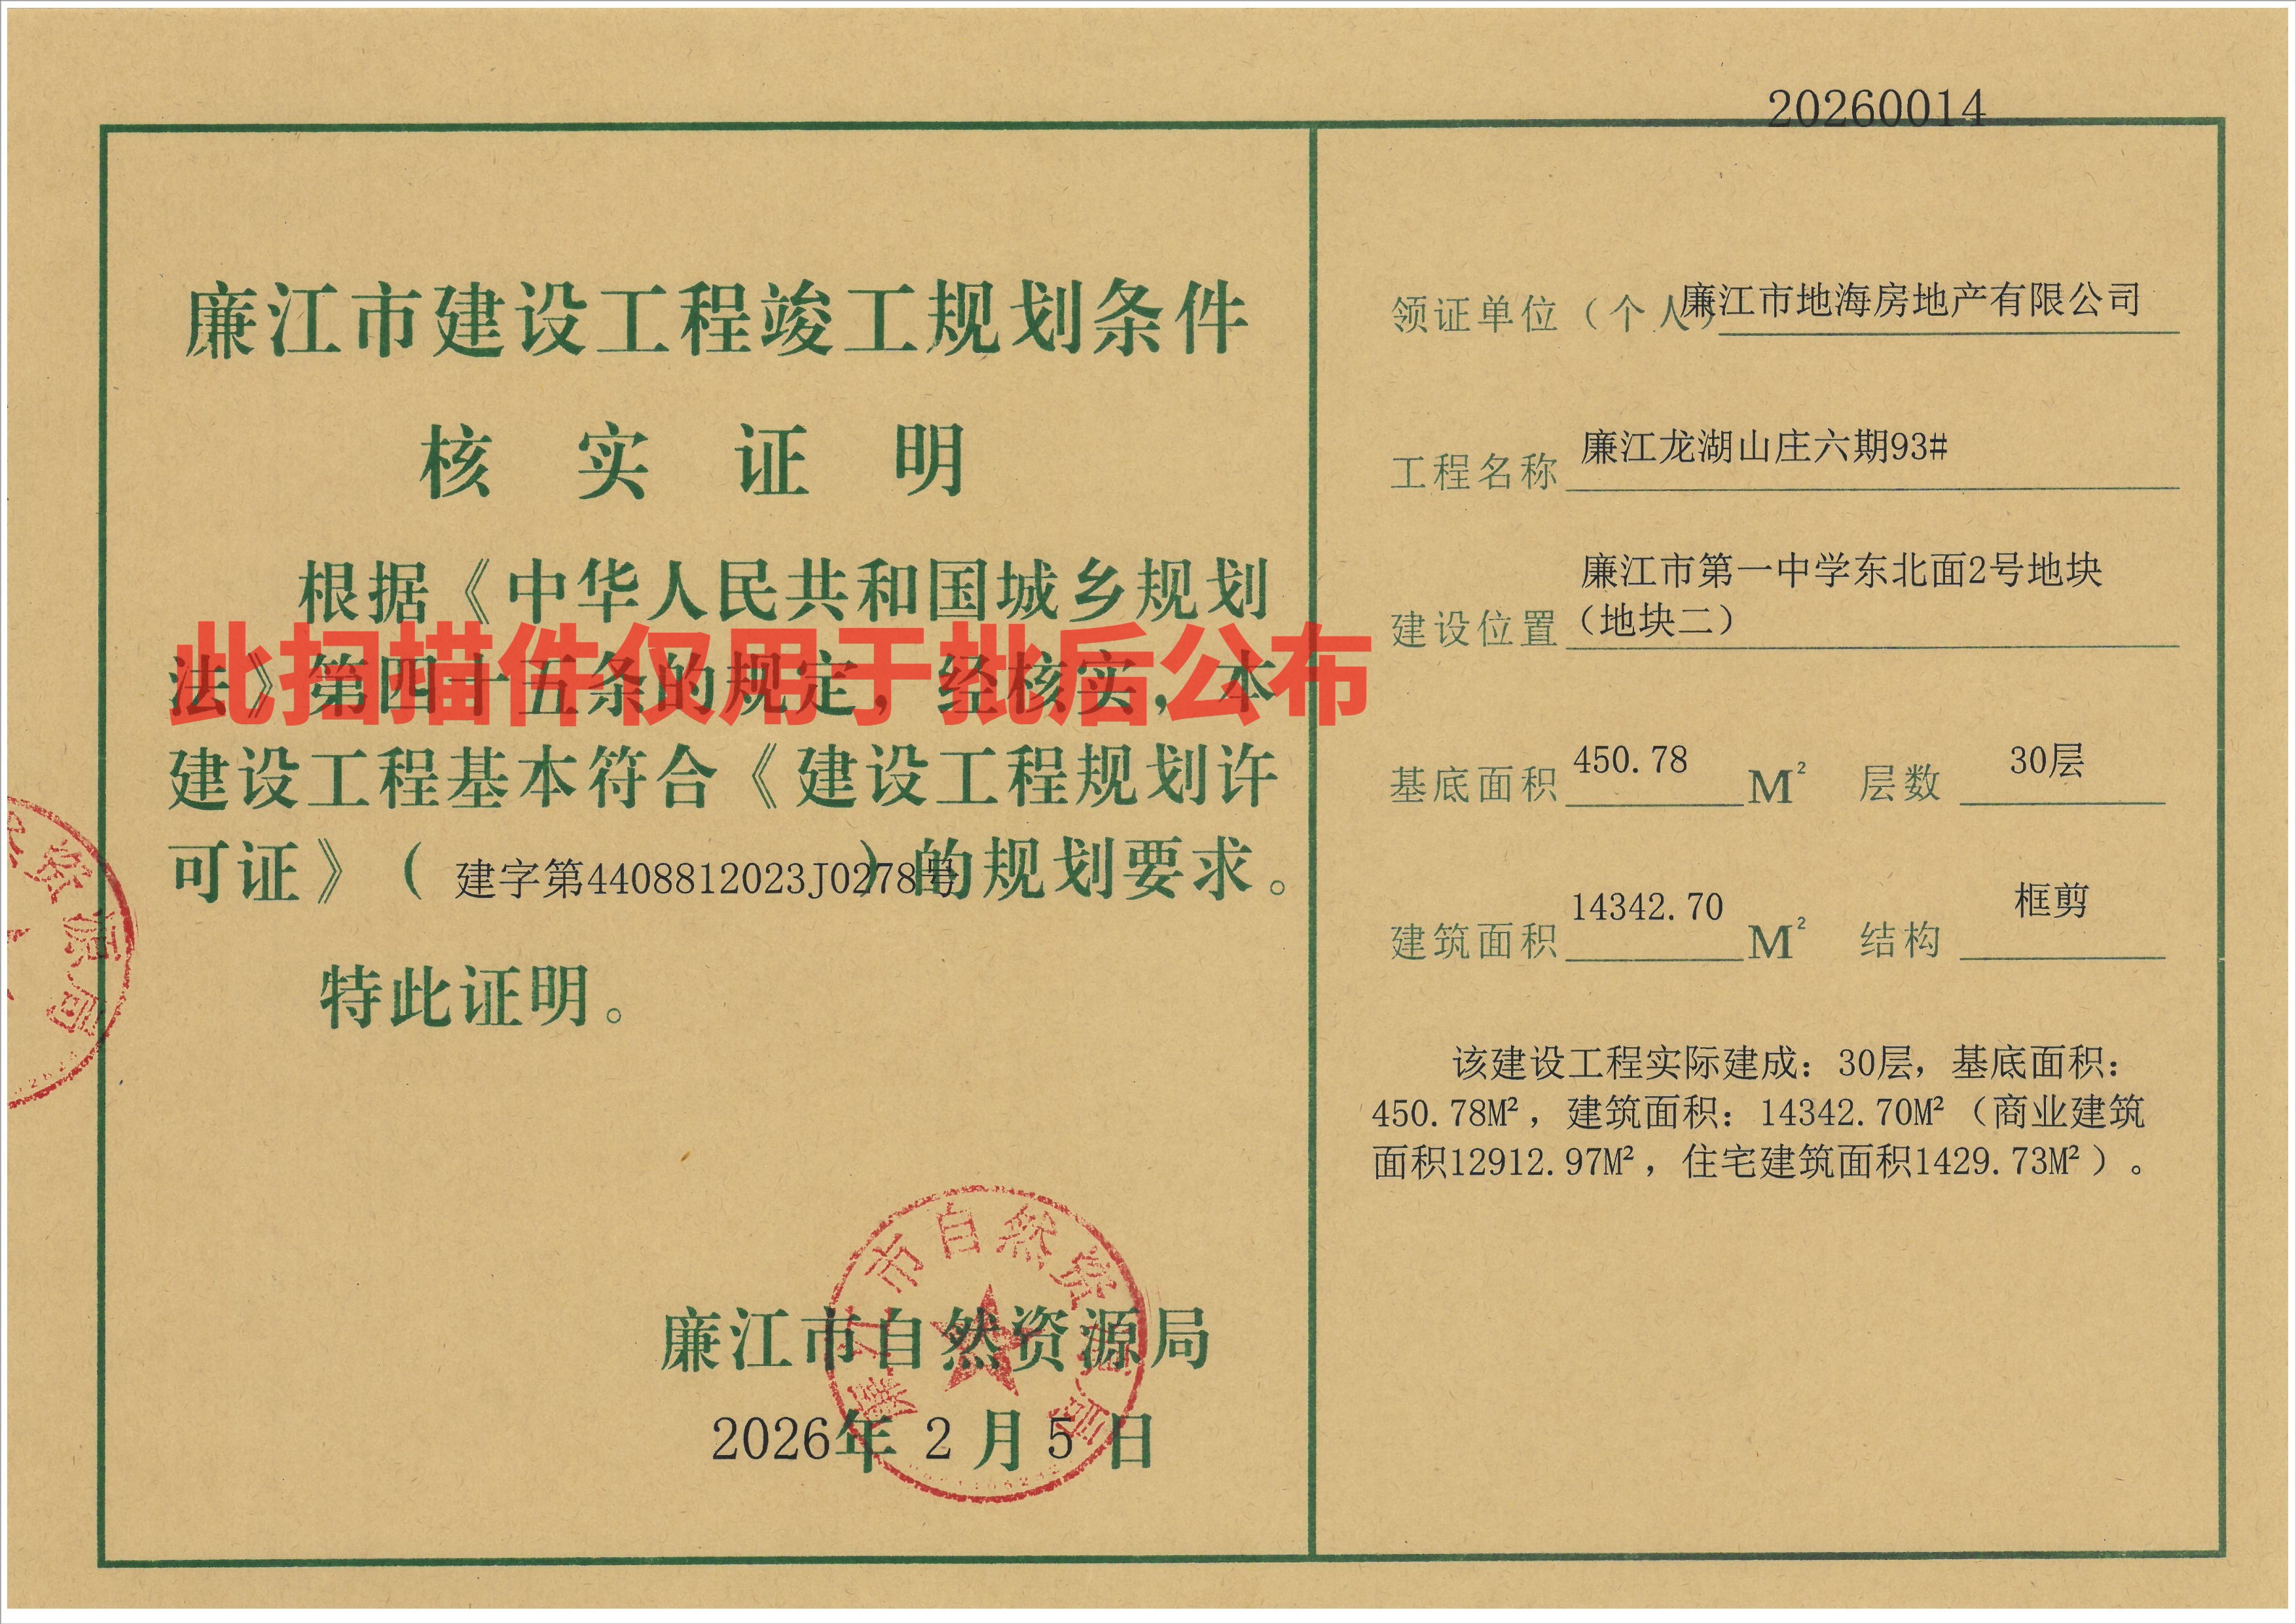 20260014
廉江市建设工程竣工规划条件
核实证明
根据《中华人民共和国城乡规划
法》第四十五条的规定，经核实，本
建设工程基本符合《建设工程规划许
可证》（建字第4408812023J0278号）的规划要求。
特此证明。
廉江市自然资源局
2026年2月5日
此扫描件仅用于批后公布
领证单位（个人）廉江市地海房地产有限公司
工程名称 廉江龙湖山庄六期93#
建设位置 廉江市第一中学东北面2号地块
（地块二）
基底面积 450.78 M² 层数 30层
建筑面积 14342.70 M² 结构 框剪
该建设工程实际建成：30层，基底面积：
450.78M²，建筑面积：14342.70M²（商业建筑
面积12912.97M²，住宅建筑面积1429.73M²）。
廉江市自然资源局
然资源局